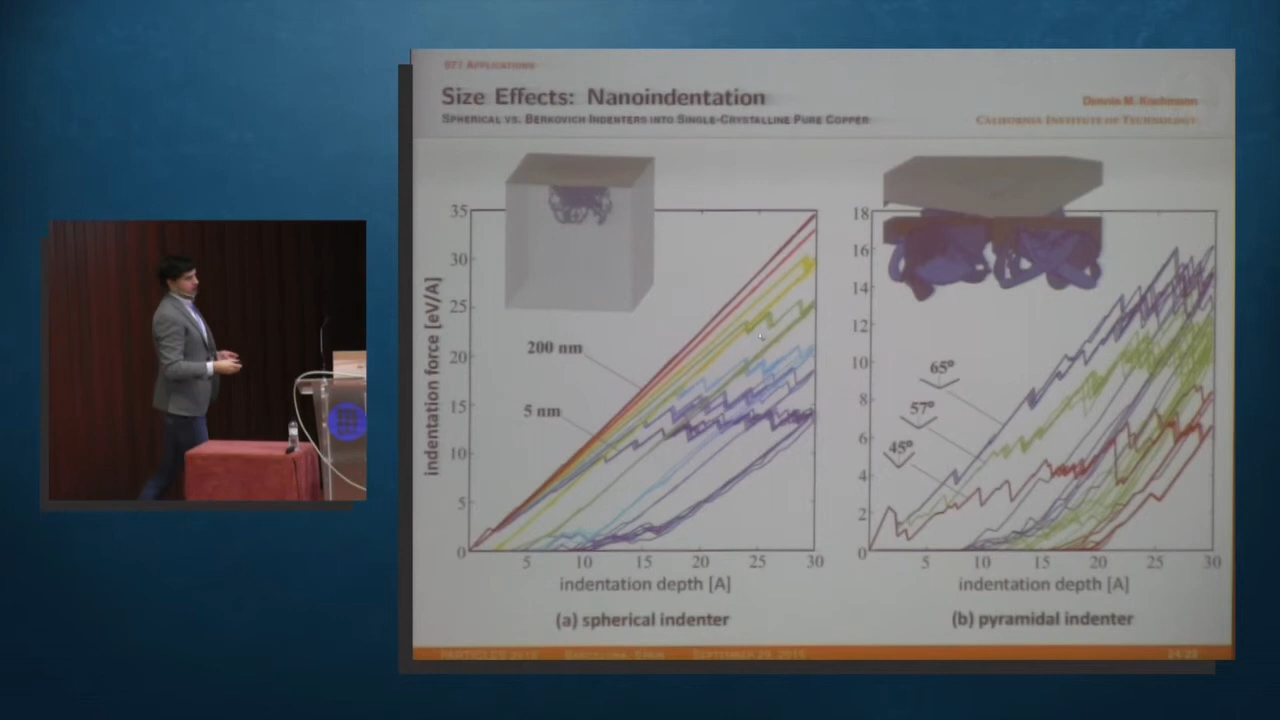 Size Effects: Nanoindentation
Dennis M. Kochmann
SPHERICAL VS. BERKOVICH INDENTERS INTO SINGLE-CRYSTALLINE PURE COPPER
CALIFORNIA INSTITUTE OF TECHNOLOGY
indentation force [eV/A]
35
30
25
20
15
10
5
0
200 nm
5 nm
5
10
15
20
25
30
indentation depth [A]
(a) spherical indenter
18
16
14
12
10
8
6
4
2
0
65°
57°
45°
5
10
15
20
25
30
indentation depth [A]
(b) pyramidal indenter
SEPTEMBER 29, 2015